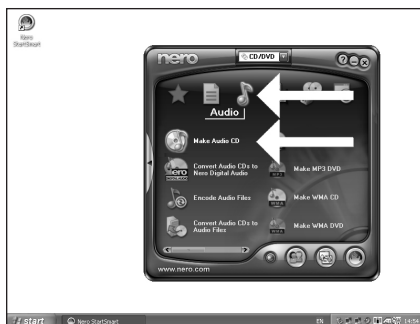 Nero
StartSmart
nero
CD/DVD
Audio
Make Audio CD
Convert Audio CDs to
Nero Digital Audio
Make MP3 DVD
Encode Audio Files
Make WMA CD
Convert Audio CDs to
Audio Files
Make WMA DVD
www.nero.com
start
Nero StartSmart
EN
14:54